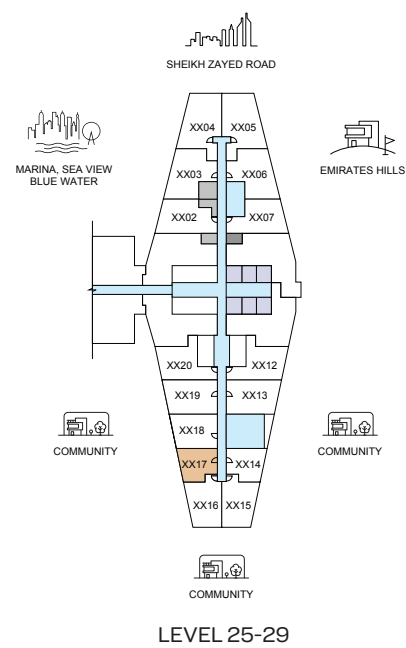 SHEIKH ZAYED ROAD
MARINA, SEA VIEW
BLUE WATER
EMIRATES HILLS
XX04 XX05
XX03 XX06
XX02 XX07
XX20 XX12
XX19 XX13
XX18
XX17 XX14
XX16 XX15
COMMUNITY
COMMUNITY
COMMUNITY
LEVEL 25-29